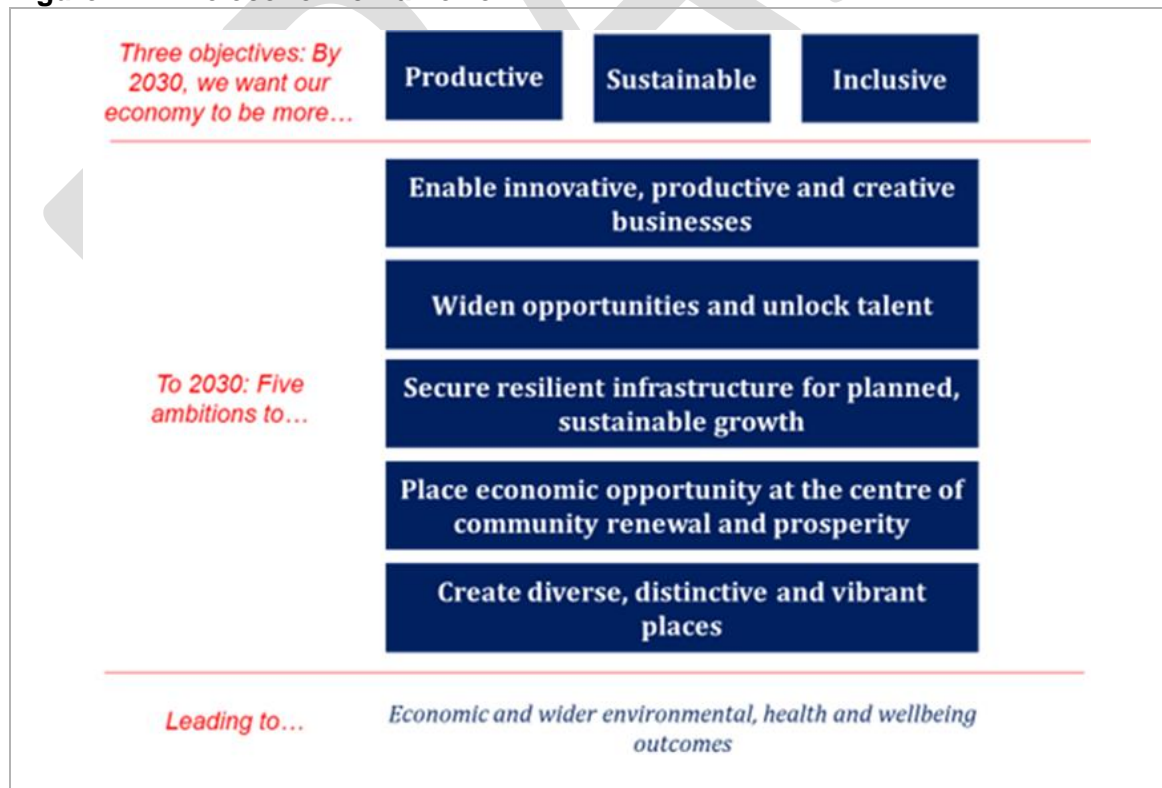 Three objectives: By
2030, we want our
economy to be more…
Productive
Sustainable
Inclusive
Enable innovative, productive and creative
businesses
Widen opportunities and unlock talent
To 2030: Five
ambitions to…
Secure resilient infrastructure for planned,
sustainable growth
Place economic opportunity at the centre of
community renewal and prosperity
Create diverse, distinctive and vibrant
places
Leading to…
Economic and wider environmental, health and wellbeing
outcomes